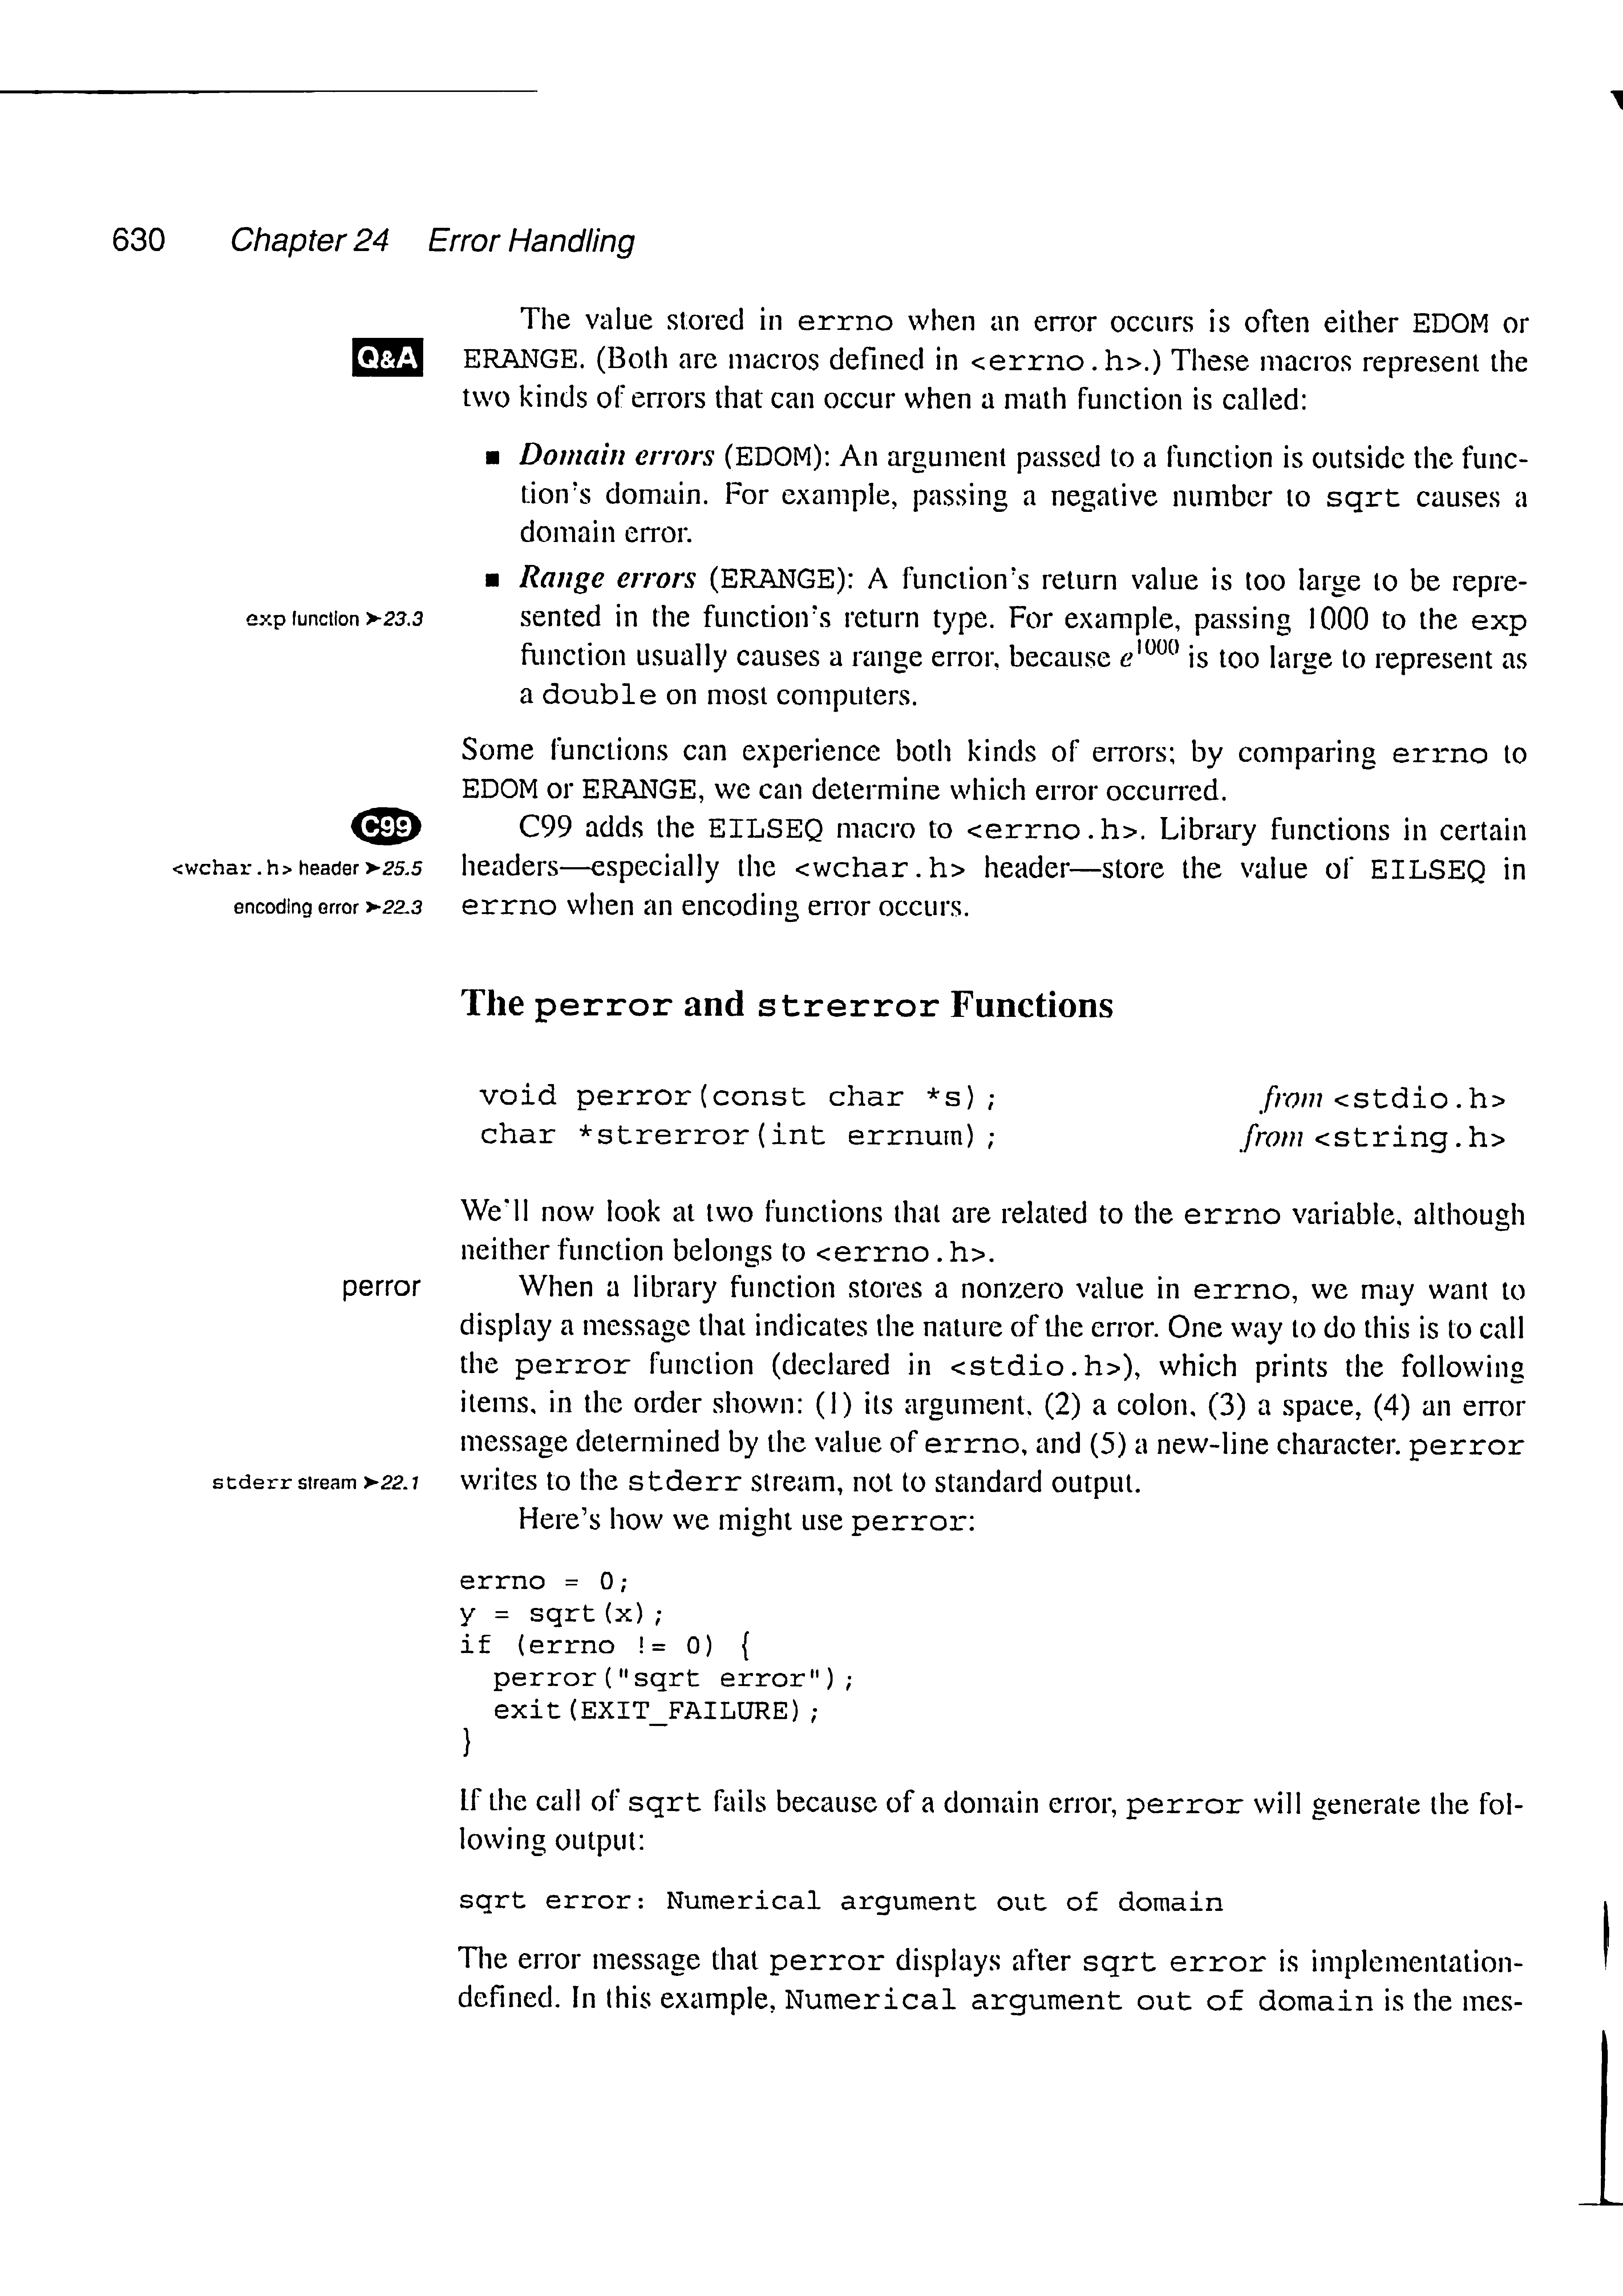 630 Chapter 24 Error Handling
The value stored in errno when an error occurs is often either EDOM or
Q&A ERANGE. (Both are macros defined in <errno.h>.) These macros represent the
two kinds of errors that can occur when a math function is called:
■ Domain errors (EDOM): An argument passed to a function is outside the func-
tion's domain. For example, passing a negative number to sqrt causes a
domain error.
■ Range errors (ERANGE): A function's return value is too large to be repre-
exp function ➤23.3 sented in the function's return type. For example, passing 1000 to the exp
function usually causes a range error, because e¹⁰⁰⁰ is too large to represent as
a double on most computers.
Some functions can experience both kinds of errors; by comparing errno to
EDOM or ERANGE, we can determine which error occurred.
C99 C99 adds the EILSEQ macro to <errno.h>. Library functions in certain
<wchar.h> header ➤25.5 headers—especially the <wchar.h> header—store the value of EILSEQ in
encoding error ➤22.3 errno when an encoding error occurs.
The perror and strerror Functions
void perror(const char *s); from <stdio.h>
char *strerror(int errnum); from <string.h>
We'll now look at two functions that are related to the errno variable, although
neither function belongs to <errno.h>.
perror When a library function stores a nonzero value in errno, we may want to
display a message that indicates the nature of the error. One way to do this is to call
the perror function (declared in <stdio.h>), which prints the following
items, in the order shown: (1) its argument, (2) a colon, (3) a space, (4) an error
message determined by the value of errno, and (5) a new-line character. perror
stderr stream ➤22.1 writes to the stderr stream, not to standard output.
Here's how we might use perror:
errno = 0;
y = sqrt(x);
if (errno != 0) {
  perror("sqrt error");
  exit(EXIT_FAILURE);
}
If the call of sqrt fails because of a domain error, perror will generate the fol-
lowing output:
sqrt error: Numerical argument out of domain
The error message that perror displays after sqrt error is implementation-
defined. In this example, Numerical argument out of domain is the mes-